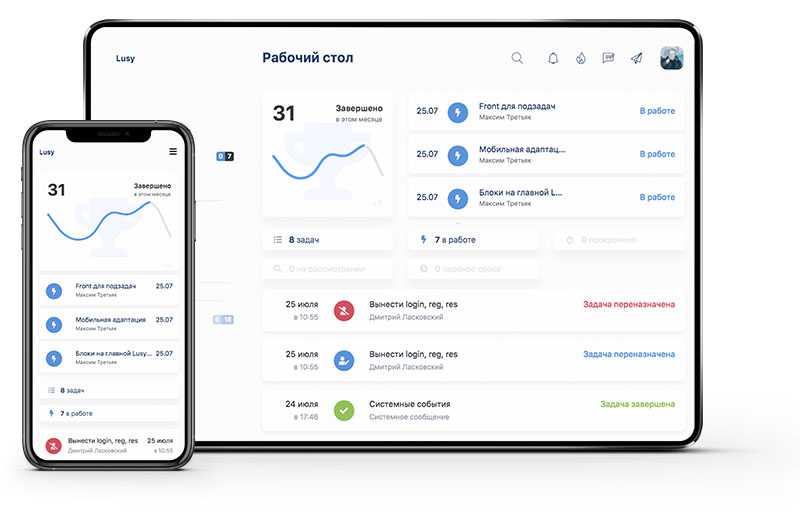 Lusy
Рабочий стол
31
Завершено
в этом месяце
+0
25.07
Front для подзадач
Максим Третьяк
В работе
25.07
Мобильная адаптац...
Максим Третьяк
В работе
25.07
Блоки на главной L...
Максим Третьяк
В работе
0 7
8 задач
7 в работе
0 просрочено
0 на рассмотрении
0 перенос срока
25 июля
в 10:55
Вынести login, reg, res
Дмитрий Ласковский
Задача переназначена
25 июля
в 10:55
Вынести login, reg, res
Дмитрий Ласковский
Задача переназначена
24 июля
в 17:46
Системные события
Системное сообщение
Задача завершена
Lusy
31
Завершено
в этом месяце
+0
Front для подзадач
Максим Третьяк
25.07
Мобильная адаптация
Максим Третьяк
25.07
Блоки на главной Lusy...
Максим Третьяк
25.07
8 задач
7 в работе
Вынести login, reg, res
Дмитрий Ласковский
25 июля
в 10:55